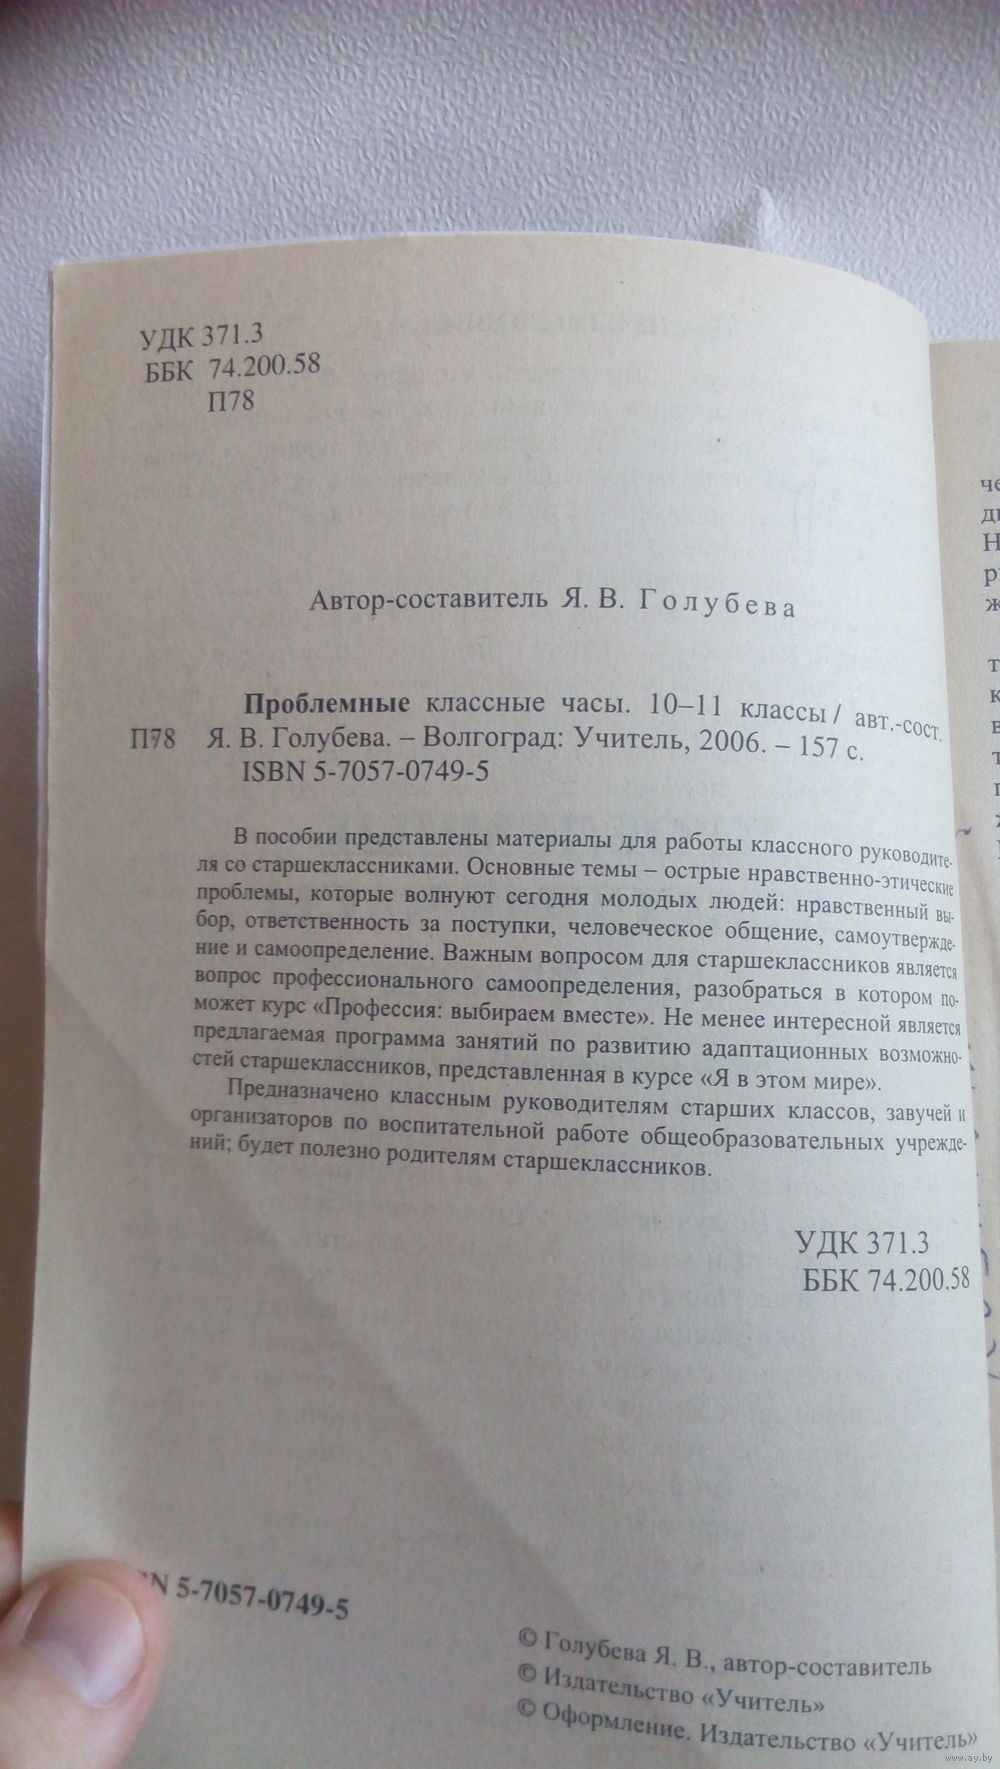 УДК 371.3
ББК 74.200.58
П78
Автор-составитель Я. В. Голубева
Проблемные классные часы. 10–11 классы / авт.-сост.
П78 Я. В. Голубева. – Волгоград: Учитель, 2006. – 157 с.
ISBN 5-7057-0749-5
В пособии представлены материалы для работы классного руководите-
ля со старшеклассниками. Основные темы – острые нравственно-этические
проблемы, которые волнуют сегодня молодых людей: нравственный вы-
бор, ответственность за поступки, человеческое общение, самоутвержде-
ние и самоопределение. Важным вопросом для старшеклассников является
вопрос профессионального самоопределения, разобраться в котором по-
может курс «Профессия: выбираем вместе». Не менее интересной является
предлагаемая программа занятий по развитию адаптационных возможно-
стей старшеклассников, представленная в курсе «Я в этом мире».
Предназначено классным руководителям старших классов, завучей и
организаторов по воспитательной работе общеобразовательных учрежде-
ний; будет полезно родителям старшеклассников.
УДК 371.3
ББК 74.200.58
5-7057-0749-5
© Голубева Я. В., автор-составитель
© Издательство «Учитель»
© Оформление. Издательство «Учитель»
www.ay.by